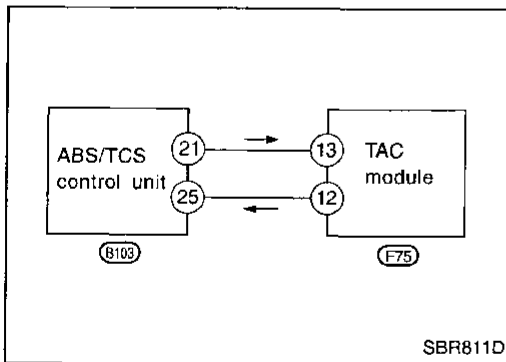 ABS/TCS
control unit
21
25
13
12
TAC
module
B103
F75
SBR811D